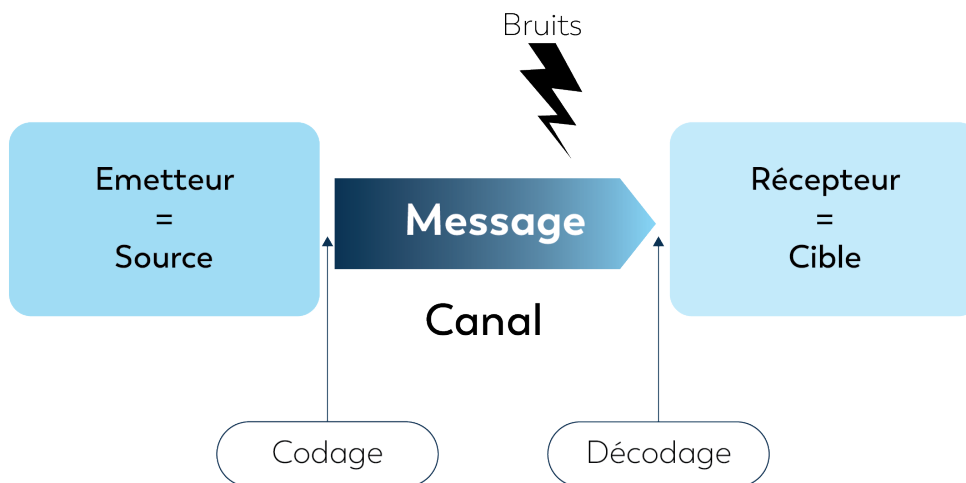 Bruits
Emetteur
=
Source
Message
Récepteur
=
Cible
Canal
Codage
Décodage